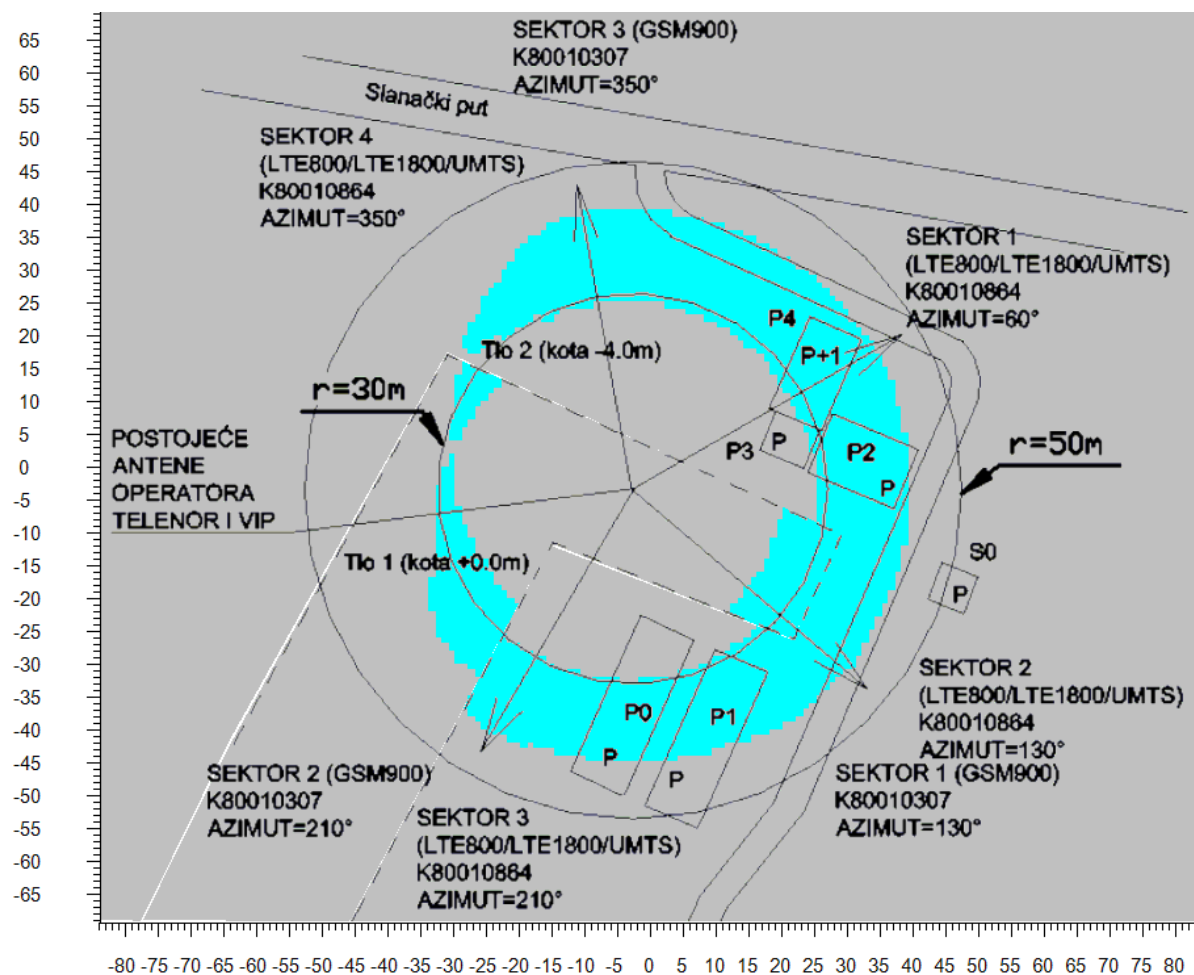 SEKTOR 3 (GSM900)
K80010307
AZIMUT=350°
Slanački put
SEKTOR 4
(LTE800/LTE1800/UMTS)
K80010864
AZIMUT=350°
SEKTOR 1
(LTE800/LTE1800/UMTS)
K80010864
AZIMUT=60°
P4
P+1
Tlo 2 (kota -4.0m)
r=30m
POSTOJEĆE
ANTENE
OPERATORA
TELENOR I VIP
P3
P
P2
P
r=50m
Tlo 1 (kota +0.0m)
S0
P
P0
P
P1
P
SEKTOR 2
(LTE800/LTE1800/UMTS)
K80010864
AZIMUT=130°
SEKTOR 2 (GSM900)
K80010307
AZIMUT=210°
SEKTOR 3
(LTE800/LTE1800/UMTS)
K80010864
AZIMUT=210°
SEKTOR 1 (GSM900)
K80010307
AZIMUT=130°
65
60
55
50
45
40
35
30
25
20
15
10
5
0
-5
-10
-15
-20
-25
-30
-35
-40
-45
-50
-55
-60
-65
-80 -75 -70 -65 -60 -55 -50 -45 -40 -35 -30 -25 -20 -15 -10 -5 0 5 10 15 20 25 30 35 40 45 50 55 60 65 70 75 80